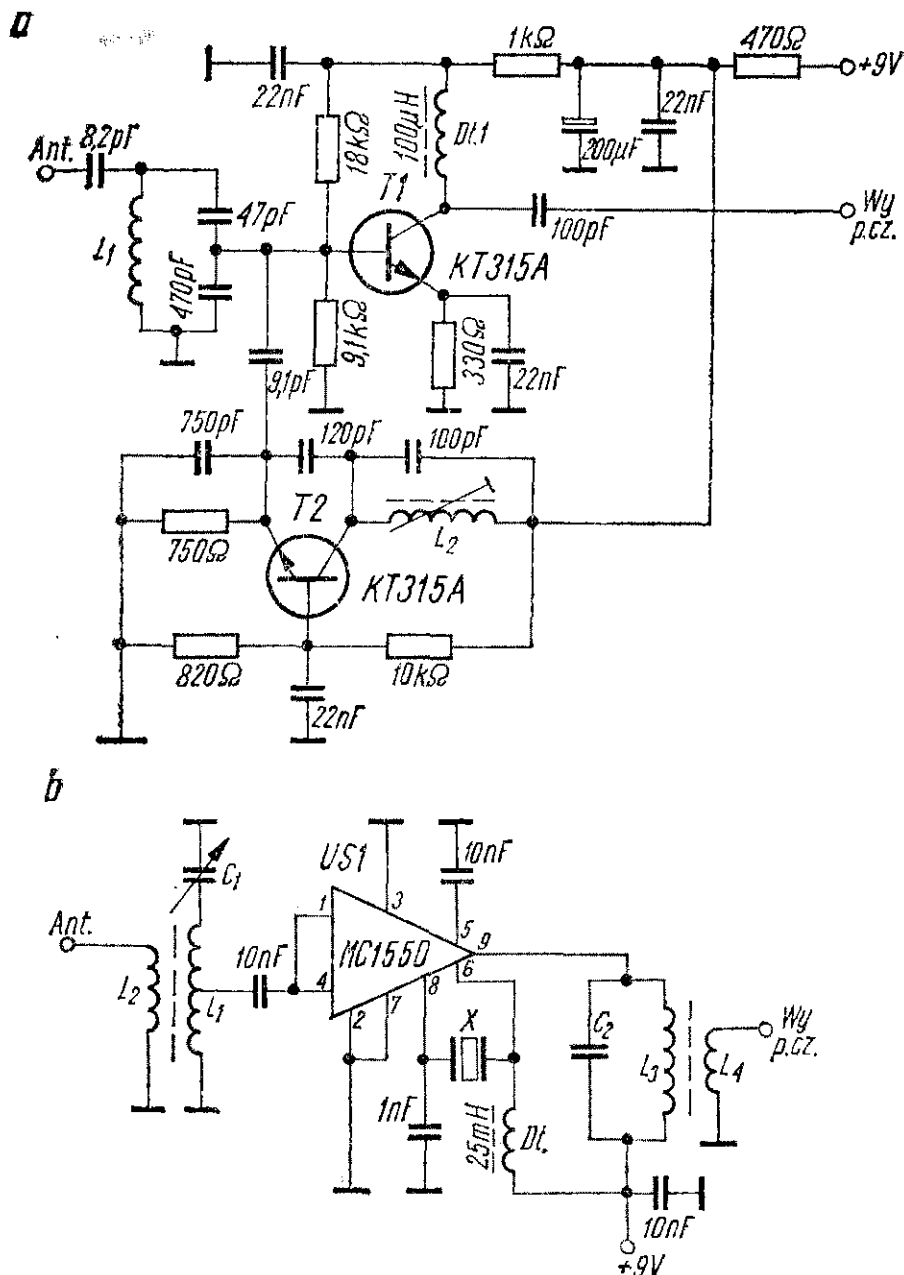 a
1kΩ
470Ω
+9V
22nF
22nF
200µF
18kΩ
100µH
Dł.1
8,2pF
Ant.
47pF
T1
Wy
p.cz.
100pF
L1
KT315A
470pF
9,1kΩ
330Ω
22nF
9,1pF
750pF
120pF
100pF
T2
L2
750Ω
KT315A
820Ω
10kΩ
22nF
b
US1
10nF
C1
1
3
5
9
Ant.
10nF
MC155D
6
4
8
L2
L1
2
7
X
C2
Wy
p.cz.
L3
L4
1nF
25mH
Dł.
10nF
+9V